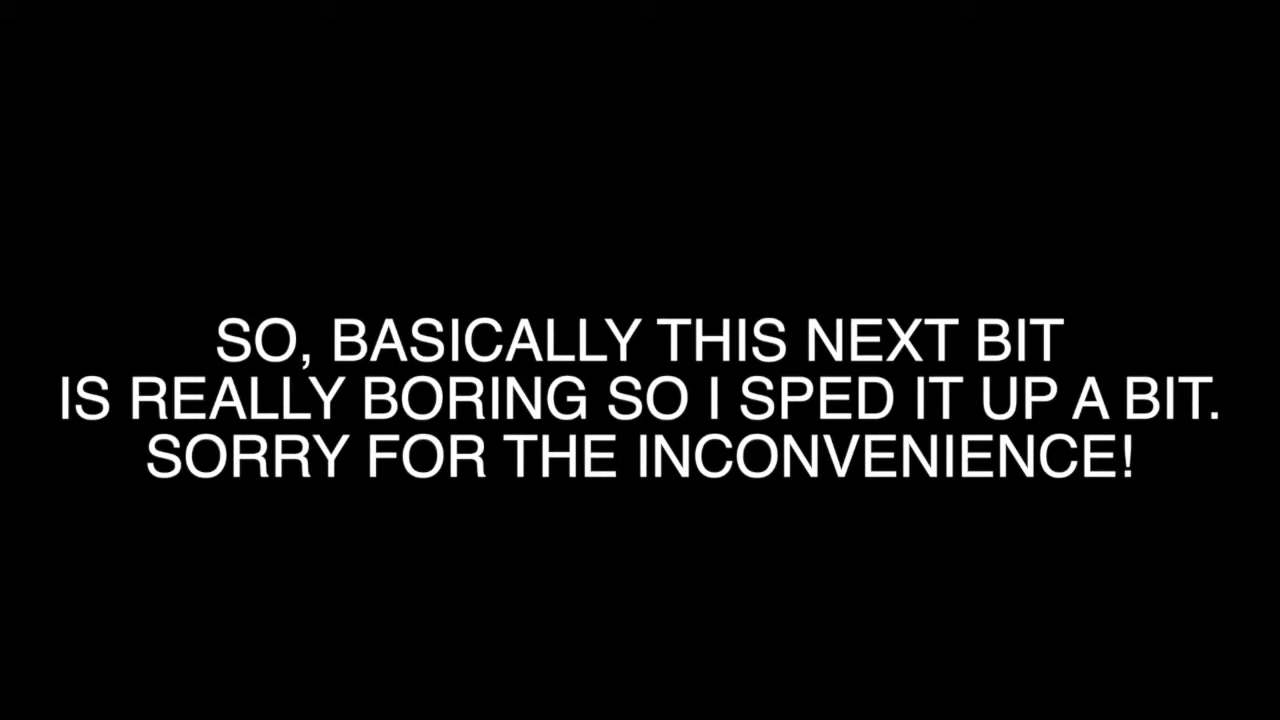 SO, BASICALLY THIS NEXT BIT
IS REALLY BORING SO I SPED IT UP A BIT.
SORRY FOR THE INCONVENIENCE!